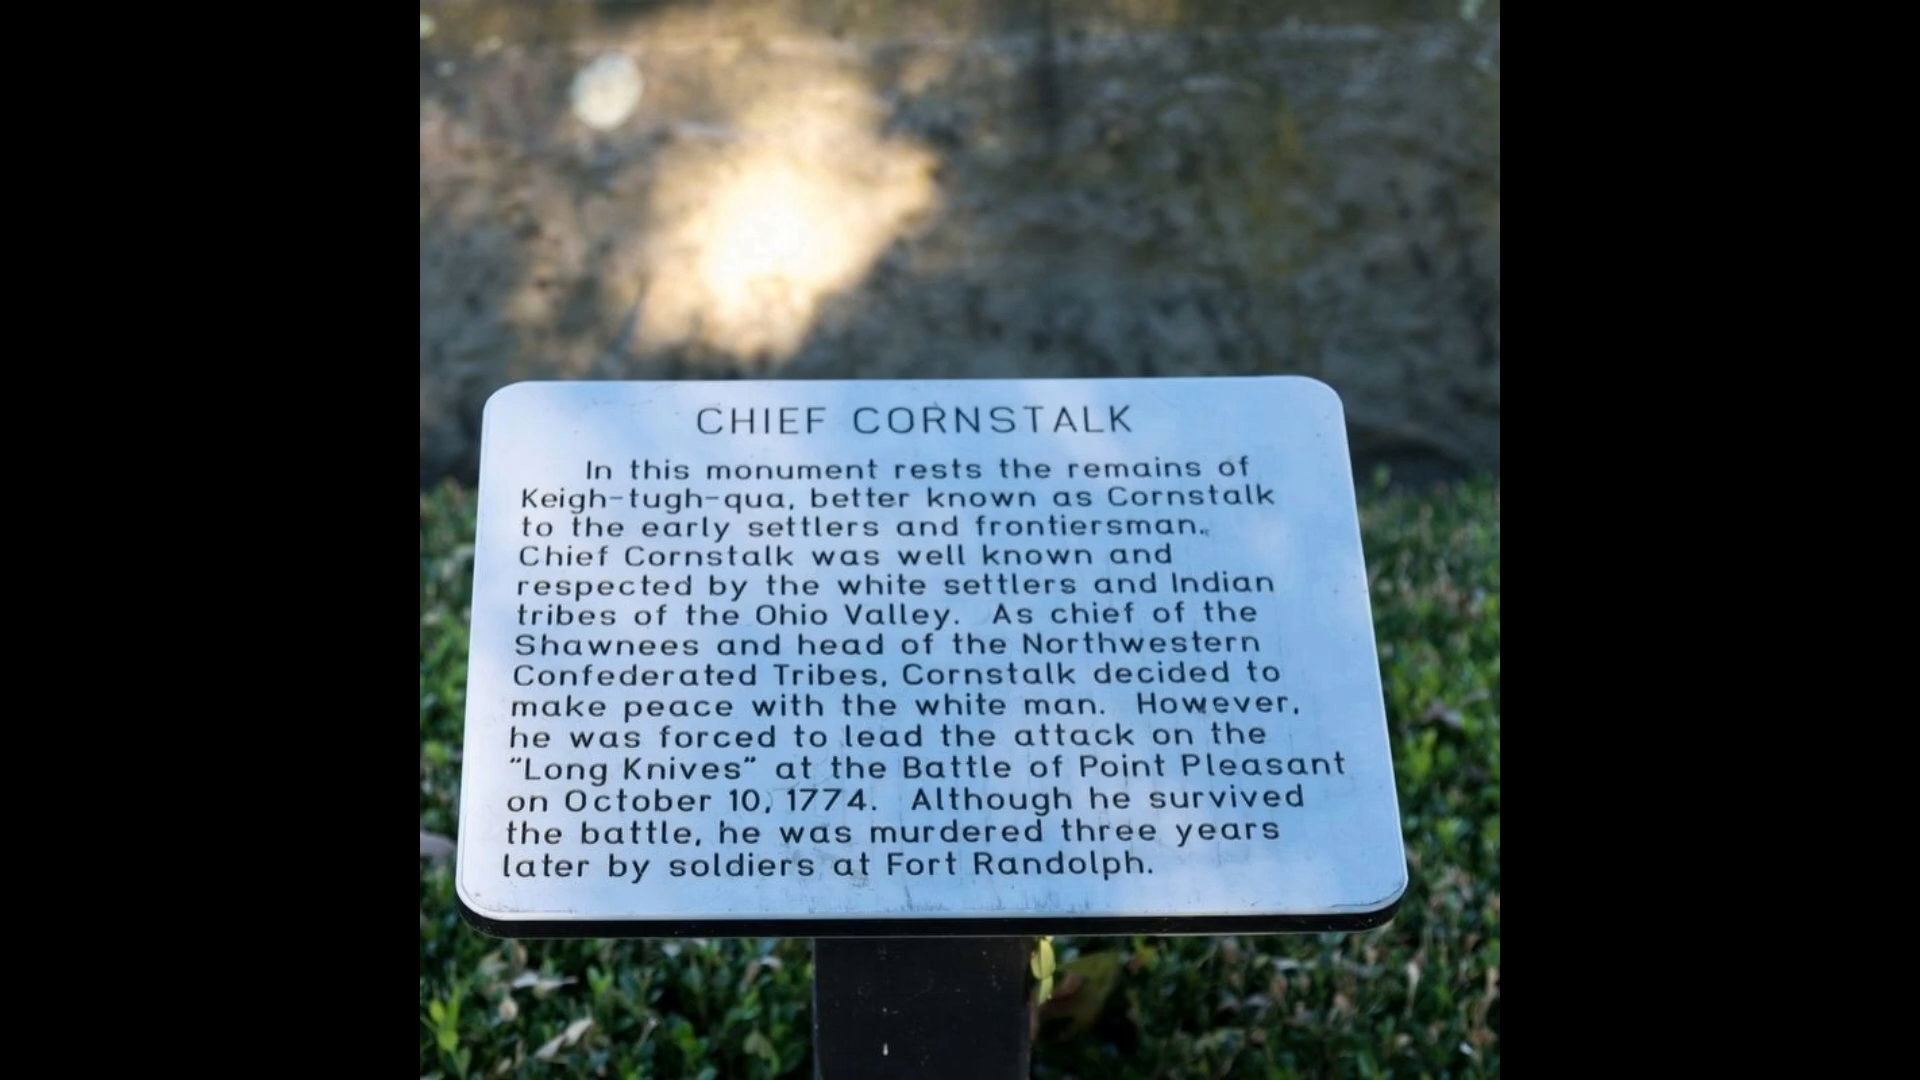 CHIEF CORNSTALK
In this monument rests the remains of
Keigh-tugh-qua, better known as Cornstalk
to the early settlers and frontiersman.
Chief Cornstalk was well known and
respected by the white settlers and Indian
tribes of the Ohio Valley. As chief of the
Shawnees and head of the Northwestern
Confederated Tribes, Cornstalk decided to
make peace with the white man. However,
he was forced to lead the attack on the
"Long Knives" at the Battle of Point Pleasant
on October 10, 1774. Although he survived
the battle, he was murdered three years
later by soldiers at Fort Randolph.